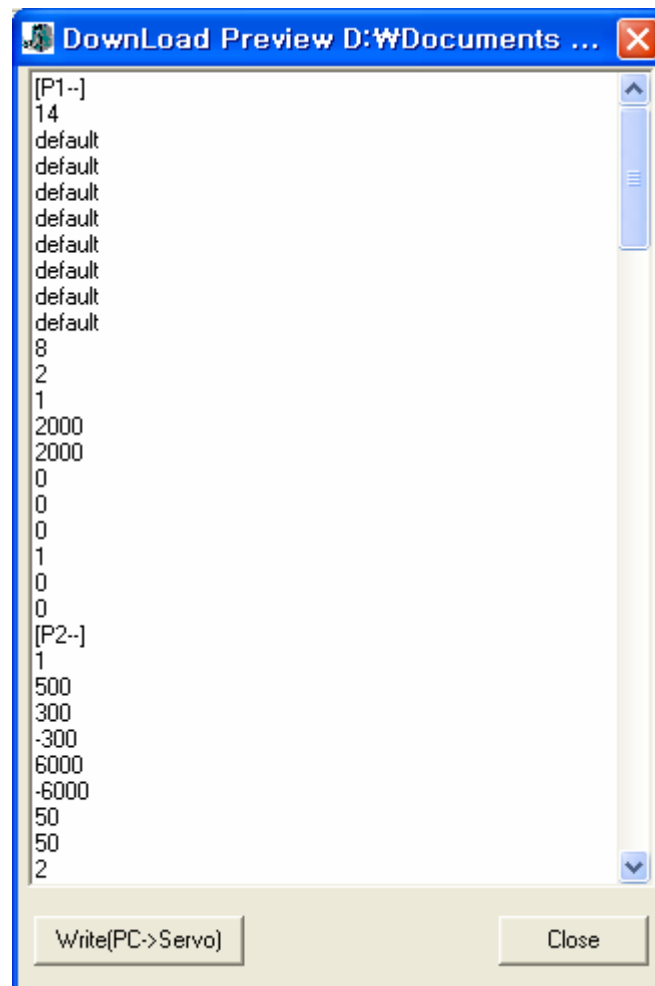 DownLoad Preview D:₩Documents ...
[P1--]
14
default
default
default
default
default
default
default
default
8
2
1
2000
2000
0
0
0
1
0
0
[P2--]
1
500
300
-300
6000
-6000
50
50
2
Write(PC->Servo)
Close